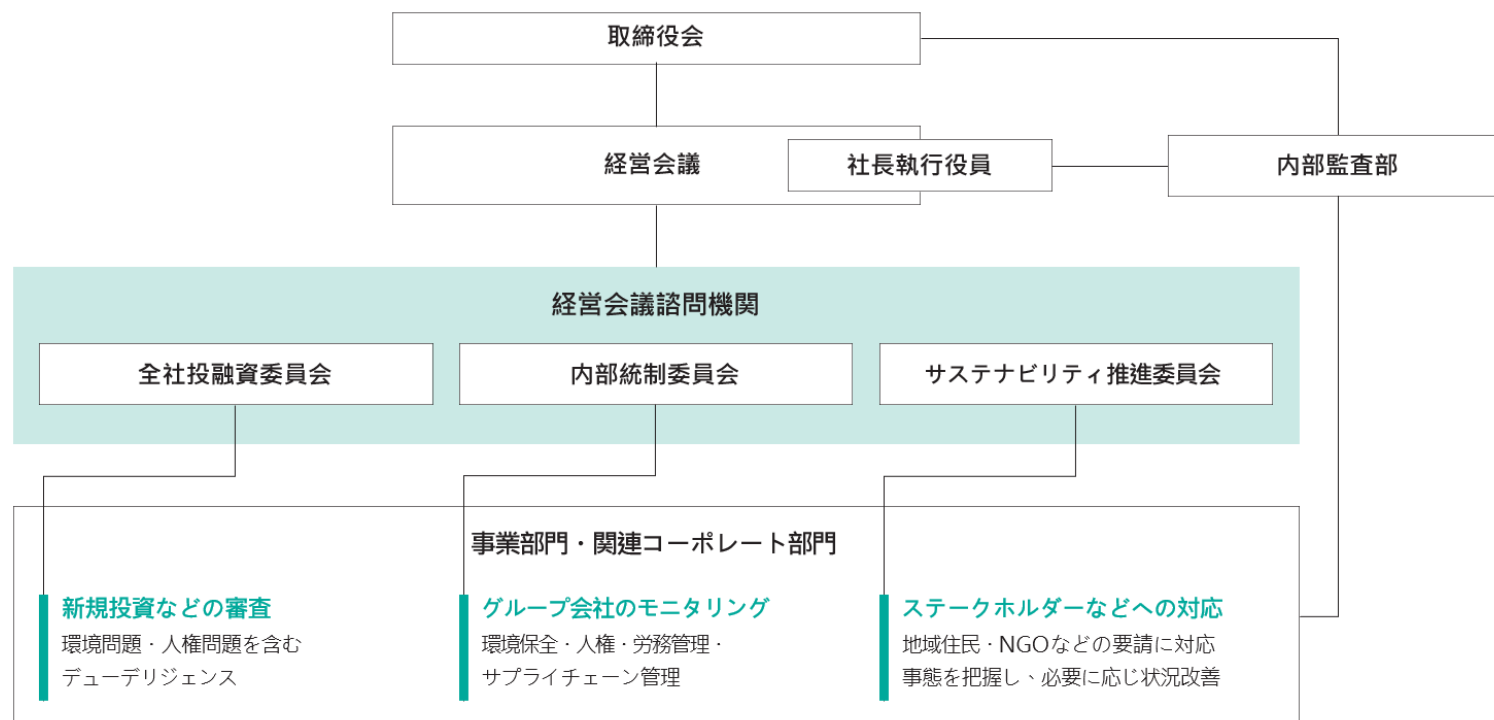 取締役会
経営会議
社長執行役員
内部監査部
経営会議諮問機関
全社投融資委員会
内部統制委員会
サステナビリティ推進委員会
事業部門・関連コーポレート部門
新規投資などの審査
環境問題・人権問題を含む
デューデリジェンス
グループ会社のモニタリング
環境保全・人権・労務管理・
サプライチェーン管理
ステークホルダーなどへの対応
地域住民・NGOなどの要請に対応
事態を把握し、必要に応じ状況改善